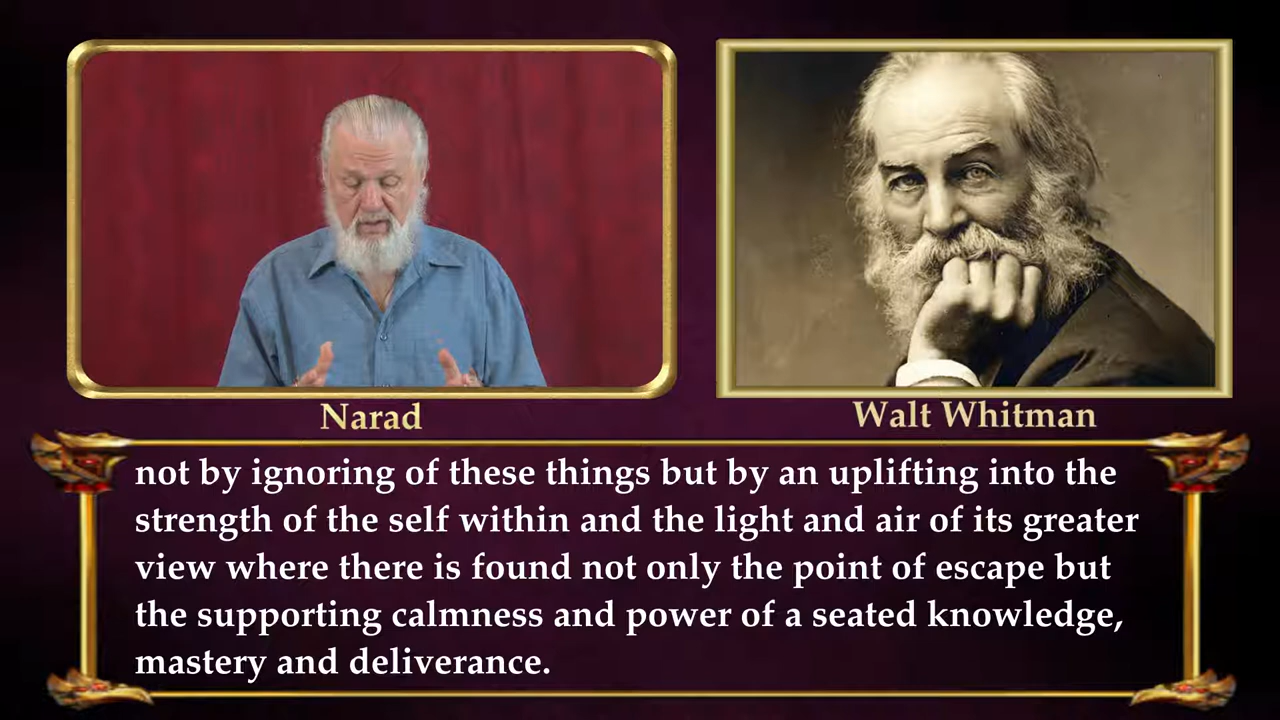 Narad
Walt Whitman
not by ignoring of these things but by an uplifting into the
strength of the self within and the light and air of its greater
view where there is found not only the point of escape but
the supporting calmness and power of a seated knowledge,
mastery and deliverance.